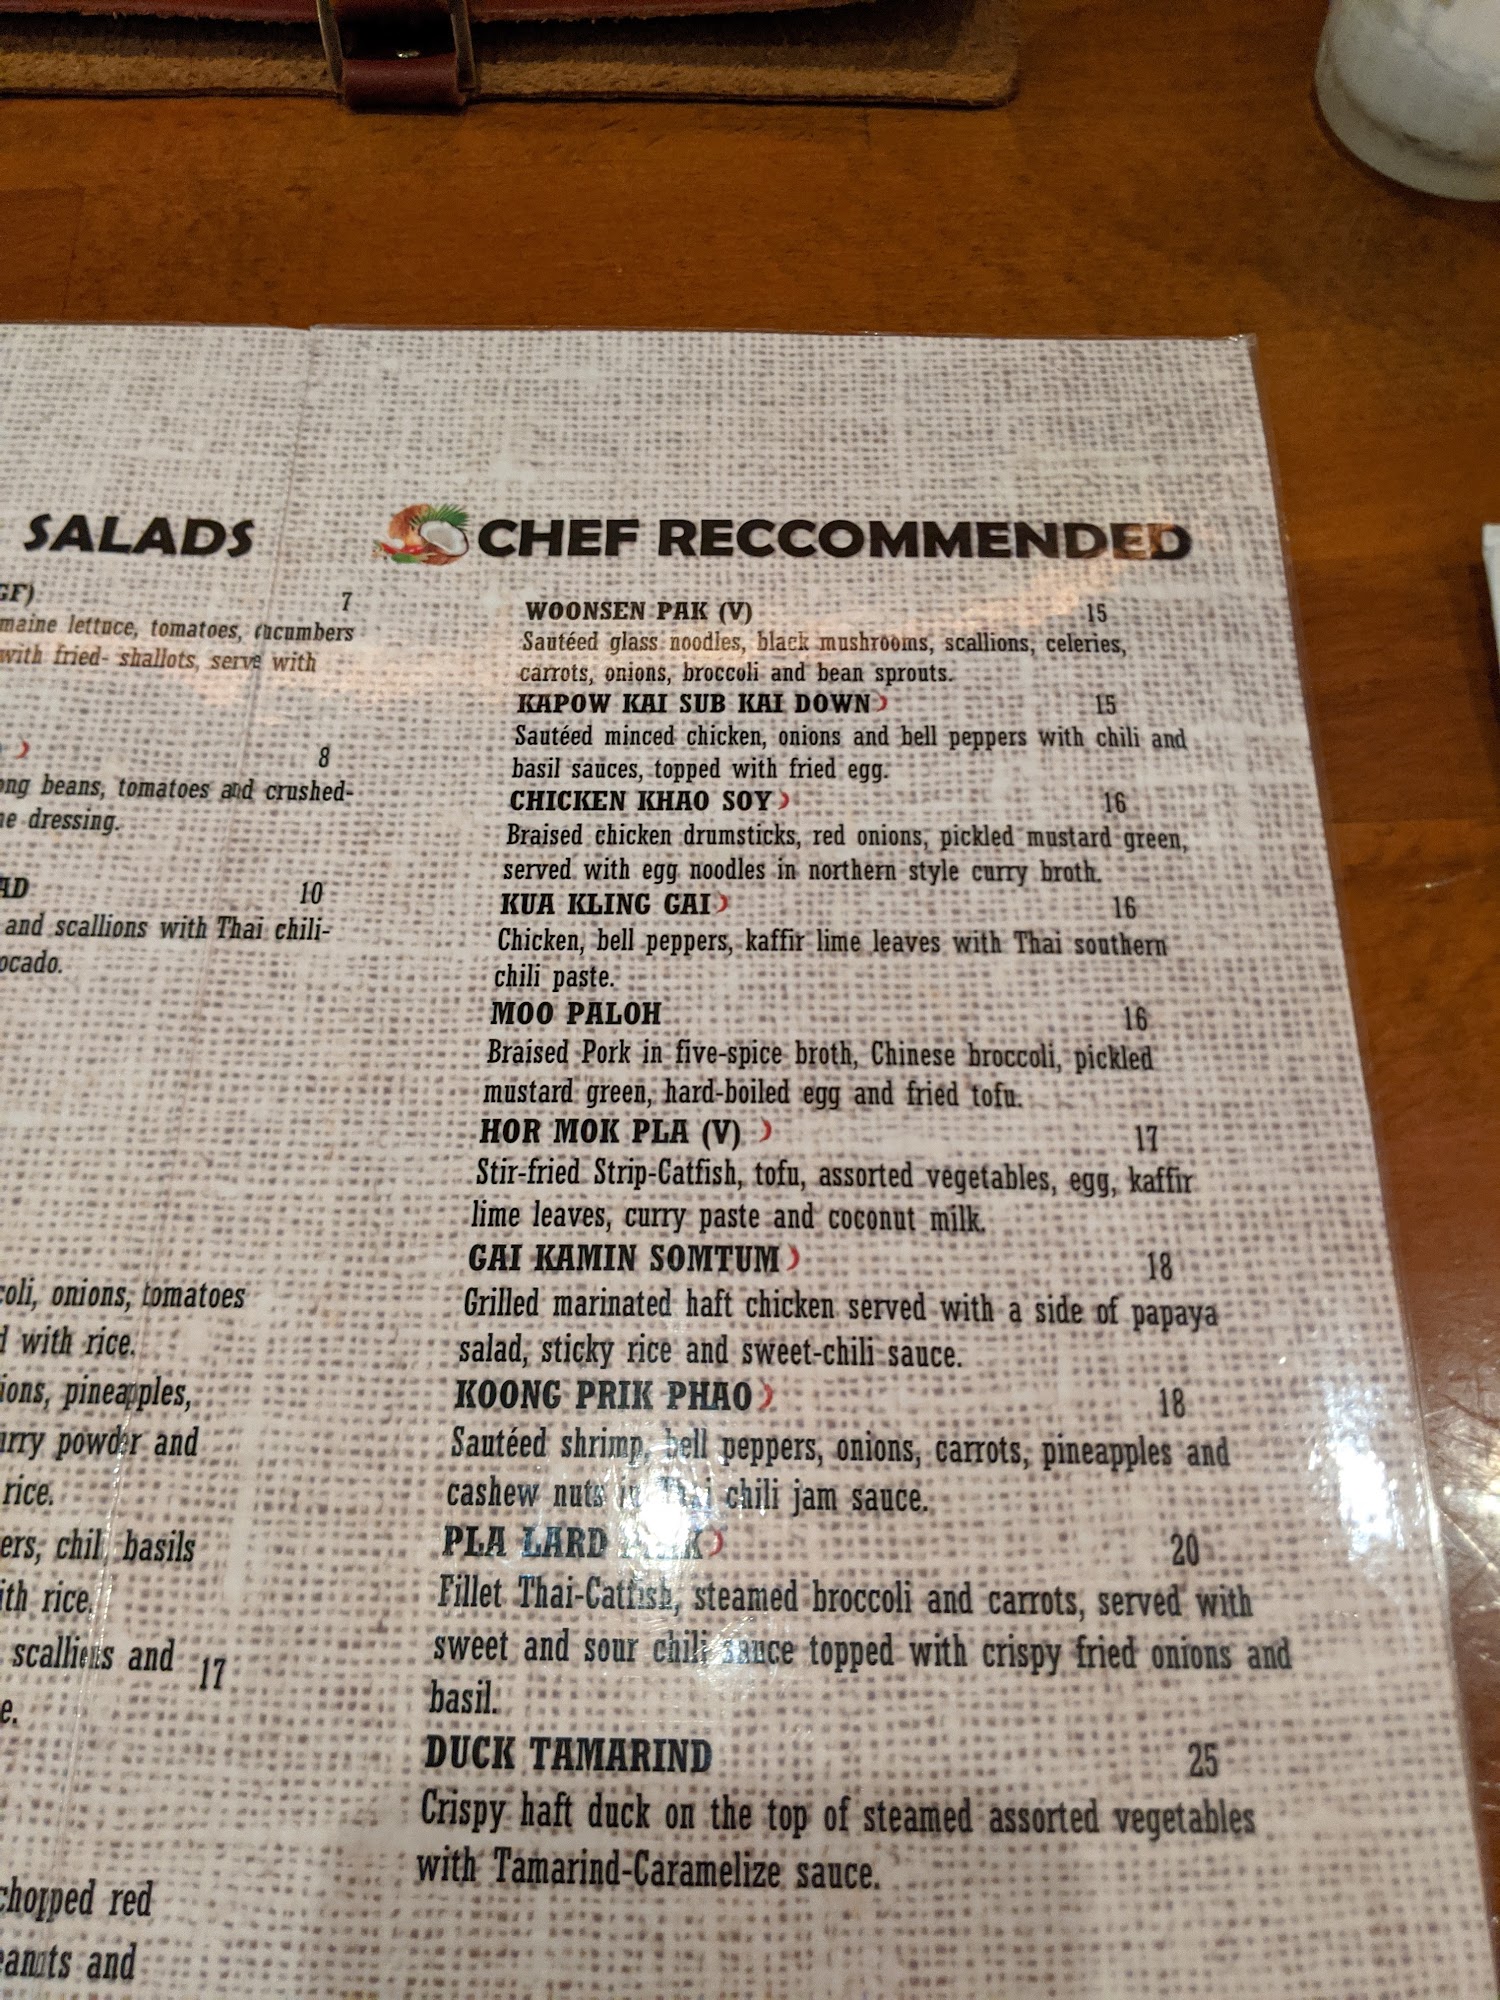 SALADS
GF) 7
maine lettuce, tomatoes, cucumbers
with fried- shallots, serve with
8
ong beans, tomatoes and crushed-
ne dressing.
AD 10
and scallions with Thai chili-
ocado.
coli, onions, tomatoes
d with rice.
ions, pineapples,
urry powder and
rice.
ers, chili basils
ith rice.
scallions and 17
e.
chopped red
eanuts and
CHEF RECCOMMENDED
WOONSEN PAK (V) 15
Sautéed glass noodles, black mushrooms, scallions, celeries,
carrots, onions, broccoli and bean sprouts.
KAPOW KAI SUB KAI DOWN 15
Sautéed minced chicken, onions and bell peppers with chili and
basil sauces, topped with fried egg.
CHICKEN KHAO SOY 16
Braised chicken drumsticks, red onions, pickled mustard green,
served with egg noodles in northern style curry broth.
KUA KLING GAI 16
Chicken, bell peppers, kaffir lime leaves with Thai southern
chili paste.
MOO PALOH 16
Braised Pork in five-spice broth, Chinese broccoli, pickled
mustard green, hard-boiled egg and fried tofu.
HOR MOK PLA (V) 17
Stir-fried Strip-Catfish, tofu, assorted vegetables, egg, kaffir
lime leaves, curry paste and coconut milk.
GAI KAMIN SOMTUM 18
Grilled marinated haft chicken served with a side of papaya
salad, sticky rice and sweet-chili sauce.
KOONG PRIK PHAO 18
Sautéed shrimp, bell peppers, onions, carrots, pineapples and
cashew nuts in Thai chili jam sauce.
PLA LARD 20
Fillet Thai-Catfish, steamed broccoli and carrots, served with
sweet and sour chili sauce topped with crispy fried onions and
basil.
DUCK TAMARIND 25
Crispy haft duck on the top of steamed assorted vegetables
with Tamarind-Caramelize sauce.